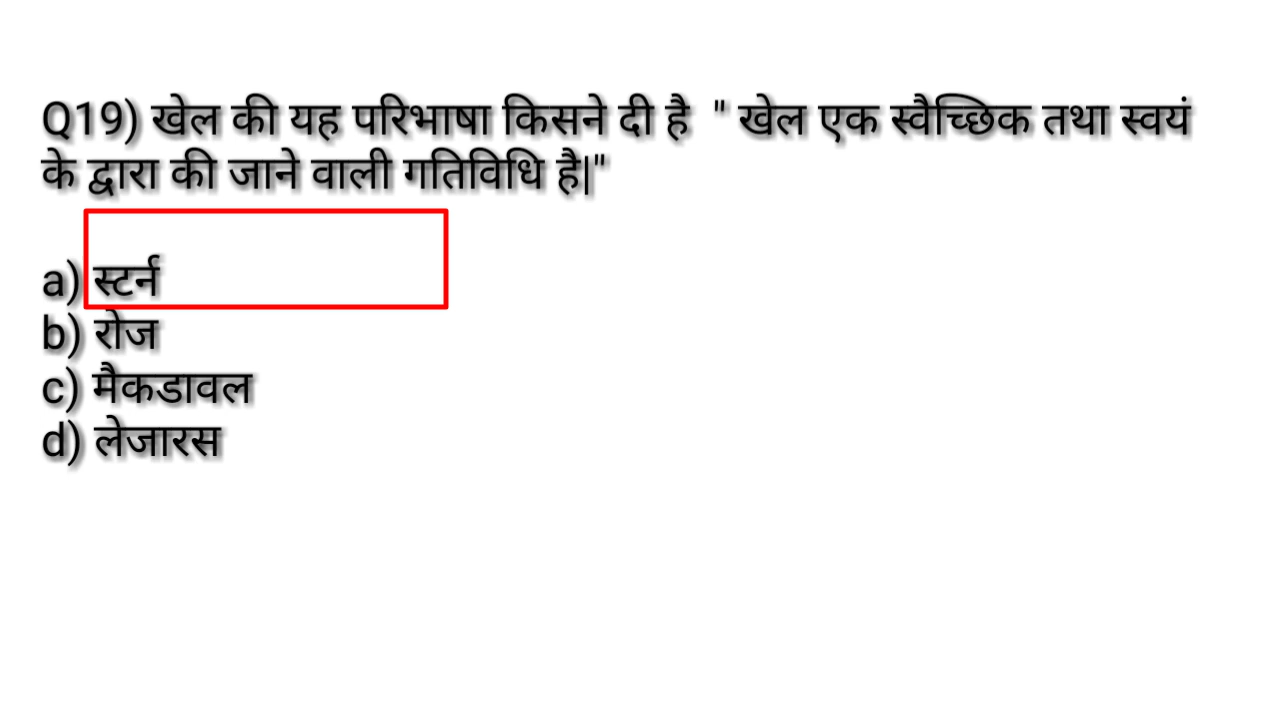 Q19) खेल की यह परिभाषा किसने दी है " खेल एक स्वैच्छिक तथा स्वयं
के द्वारा की जाने वाली गतिविधि है|"
a) स्टर्न
b) रोज
c) मैकडावल
d) लेजारस